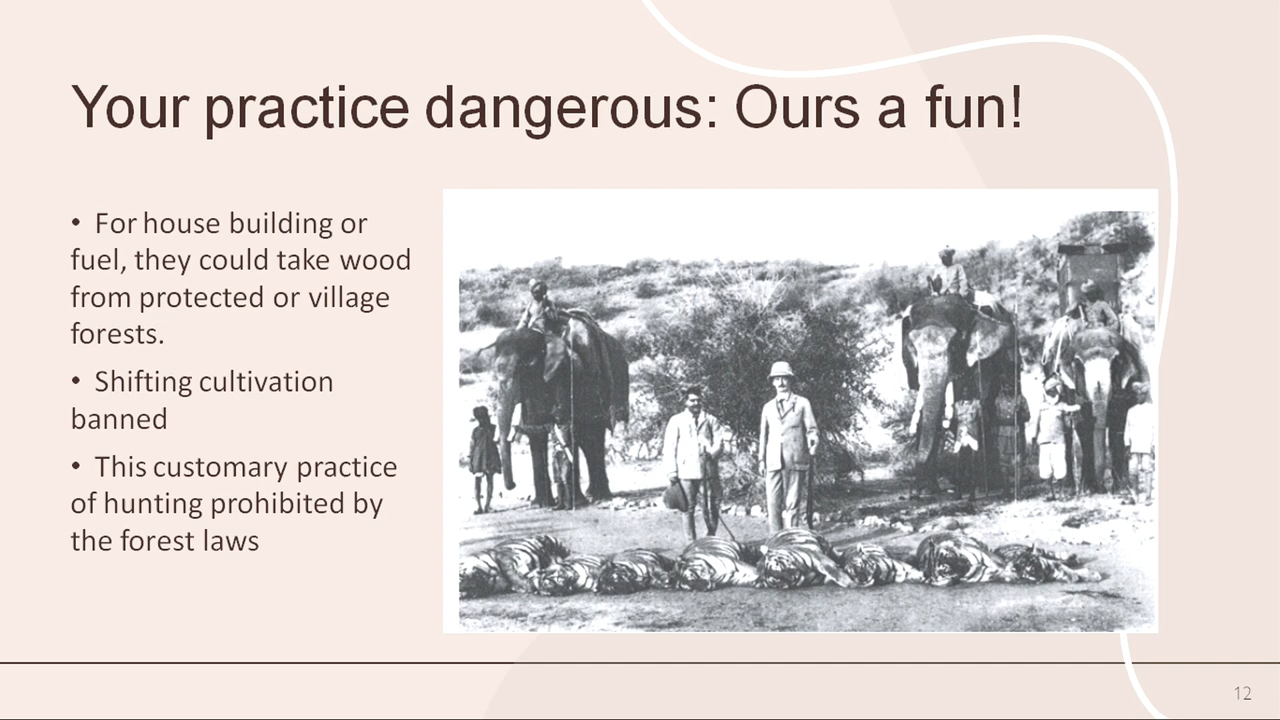 Your practice dangerous: Ours a fun!
• For house building or
fuel, they could take wood
from protected or village
forests.
• Shifting cultivation
banned
• This customary practice
of hunting prohibited by
the forest laws
12